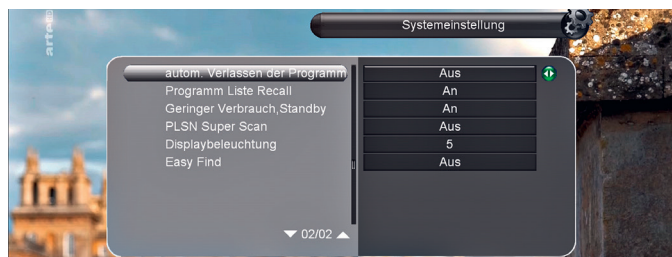 Systemeinstellung
arte
autom. Verlassen der Programm Aus
Programm Liste Recall An
Geringer Verbrauch,Standby An
PLSN Super Scan Aus
Displaybeleuchtung 5
Easy Find Aus
02/02